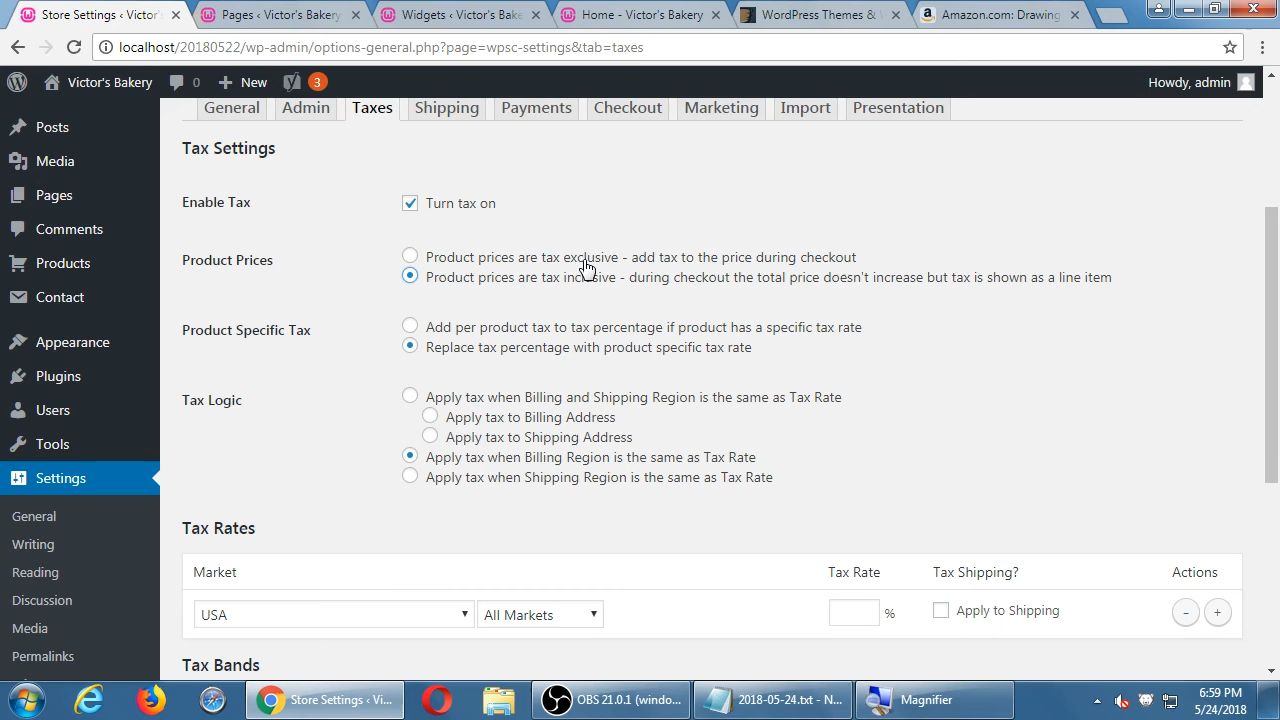 Store Settings ‹ Vi
Pages ‹ Victor's Bakery
Widgets ‹ Victor's Bake
Home - Victor's Bakery
WordPress Themes &
Amazon.com: Drawing
localhost/20180522/wp-admin/options-general.php?page=wpsc-settings&tab=taxes
Victor's Bakery
0
New
3
Howdy, admin
Posts
Media
Pages
Comments
Products
Contact
Appearance
Plugins
Users
Tools
Settings
General
Writing
Reading
Discussion
Media
Permalinks
General
Admin
Taxes
Shipping
Payments
Checkout
Marketing
Import
Presentation
Tax Settings
Enable Tax
Turn tax on
Product Prices
Product prices are tax exclusive - add tax to the price during checkout
Product prices are tax inclusive - during checkout the total price doesn't increase but tax is shown as a line item
Product Specific Tax
Add per product tax to tax percentage if product has a specific tax rate
Replace tax percentage with product specific tax rate
Tax Logic
Apply tax when Billing and Shipping Region is the same as Tax Rate
Apply tax to Billing Address
Apply tax to Shipping Address
Apply tax when Billing Region is the same as Tax Rate
Apply tax when Shipping Region is the same as Tax Rate
Tax Rates
Market
Tax Rate
Tax Shipping?
Actions
USA
All Markets
%
Apply to Shipping
-
+
Tax Bands
Store Settings ‹ Vi...
OBS 21.0.1 (windo...
2018-05-24.txt - N...
Magnifier
6:59 PM
5/24/2018